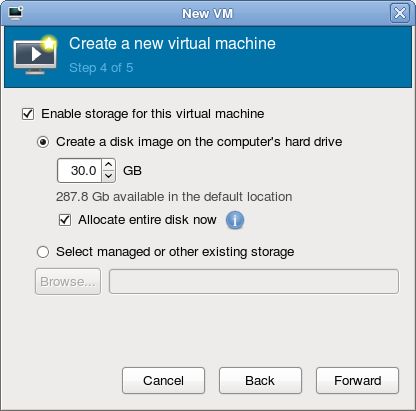 New VM
Create a new virtual machine
Step 4 of 5
Enable storage for this virtual machine
Create a disk image on the computer's hard drive
30.0 GB
287.8 Gb available in the default location
Allocate entire disk now
Select managed or other existing storage
Browse...
Cancel Back Forward